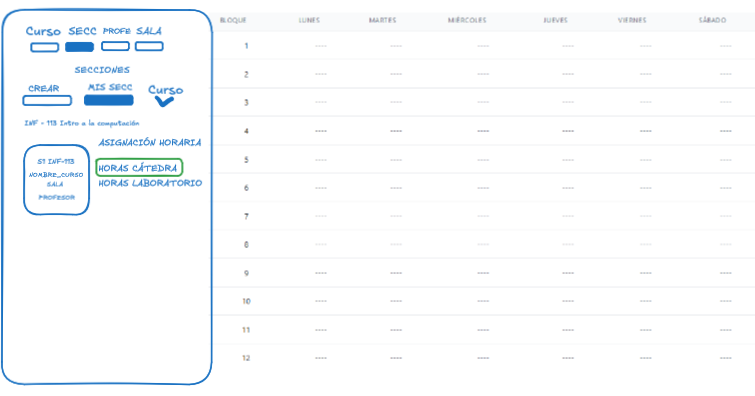 Curso SECC PROFE SALA
SECCIONES
CREAR MIS SECC Curso
INF - 113 Intro a la computación
ASIGNACIÓN HORARIA
S1 INF-113
NOMBRE_CURSO
SALA
PROFESOR
HORAS CÁTEDRA
HORAS LABORATORIO
BLOQUE LUNES MARTES MIÉRCOLES JUEVES VIERNES SÁBADO
1 ---- ---- ---- ---- ---- ----
2 ---- ---- ---- ---- ---- ----
3 ---- ---- ---- ---- ---- ----
4 ---- ---- ---- ---- ---- ----
5 ---- ---- ---- ---- ---- ----
6 ---- ---- ---- ---- ---- ----
7 ---- ---- ---- ---- ---- ----
8 ---- ---- ---- ---- ---- ----
9 ---- ---- ---- ---- ---- ----
10 ---- ---- ---- ---- ---- ----
11 ---- ---- ---- ---- ---- ----
12 ---- ---- ---- ---- ---- ----